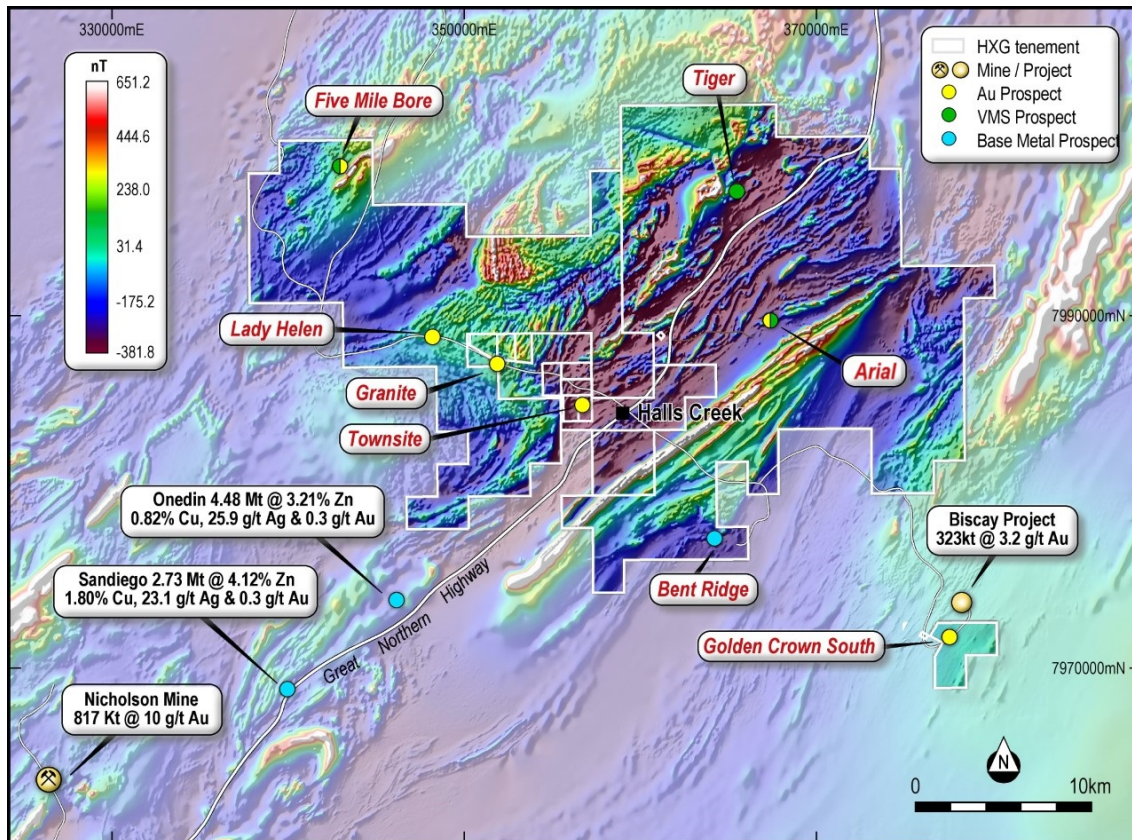 330000mE
350000mE
370000mE
nT
651.2
444.6
238.0
31.4
-175.2
-381.8
HXG tenement
Mine / Project
Au Prospect
VMS Prospect
Base Metal Prospect
Five Mile Bore
Tiger
7990000mN
Lady Helen
Granite
Arial
Townsite
Halls Creek
Onedin 4.48 Mt @ 3.21% Zn
0.82% Cu, 25.9 g/t Ag & 0.3 g/t Au
Biscay Project
323kt @ 3.2 g/t Au
Sandiego 2.73 Mt @ 4.12% Zn
1.80% Cu, 23.1 g/t Ag & 0.3 g/t Au
Bent Ridge
Great Northern Highway
Golden Crown South
7970000mN
Nicholson Mine
817 Kt @ 10 g/t Au
N
0
10km